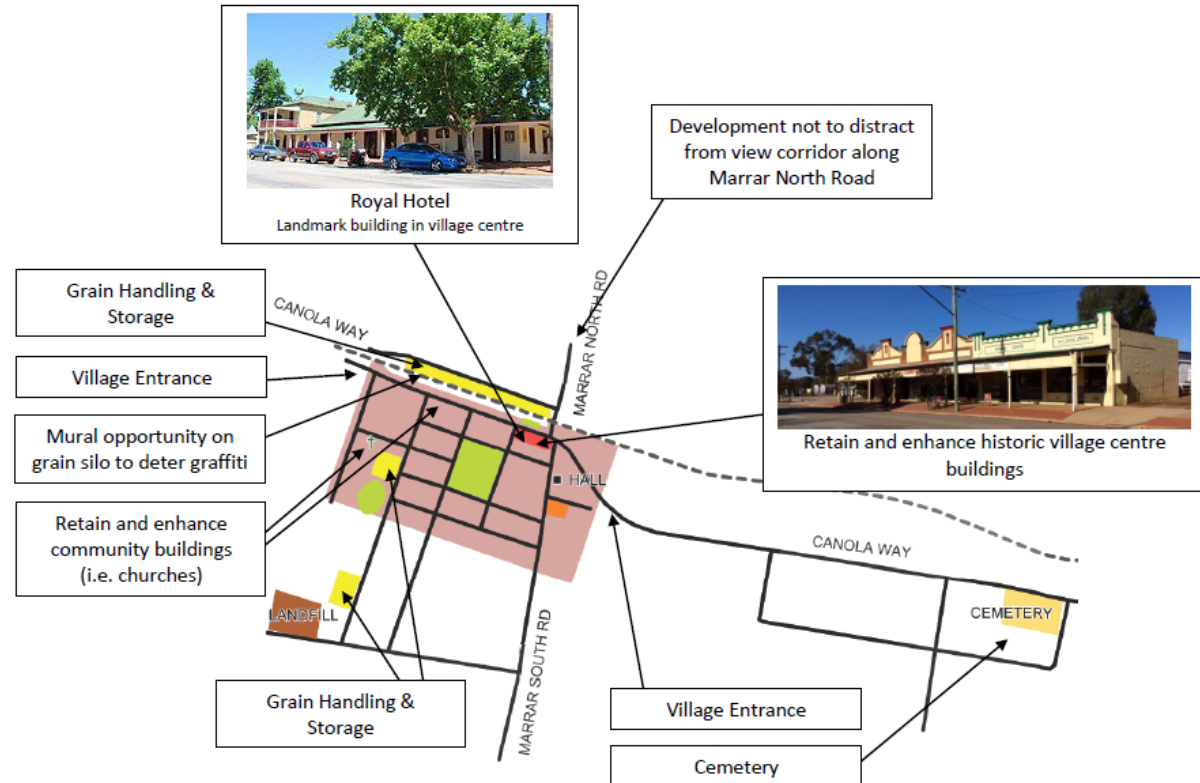 Royal Hotel
Landmark building in village centre
Development not to distract
from view corridor along
Marrar North Road
Grain Handling &
Storage
CANOLA WAY
MARRAR NORTH RD
Village Entrance
Retain and enhance historic village centre
buildings
Mural opportunity on
grain silo to deter graffiti
HALL
Retain and enhance
community buildings
(i.e. churches)
CANOLA WAY
LANDFILL
CEMETERY
MARRAR SOUTH RD
Grain Handling &
Storage
Village Entrance
Cemetery